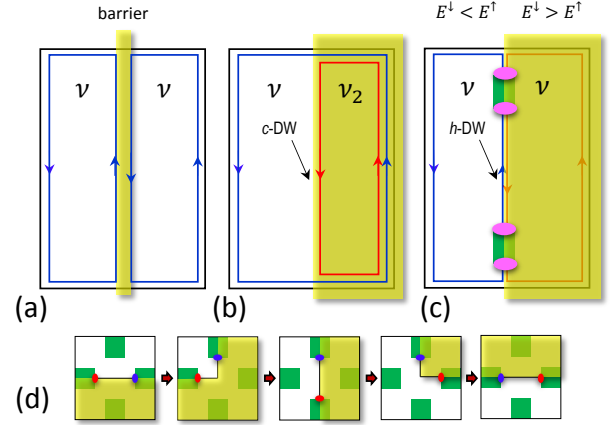 barrier
E↓ < E↑ E↓ > E↑
ν ν ν ν₂ ν ν
c-DW h-DW
(a) (b) (c)
(d)